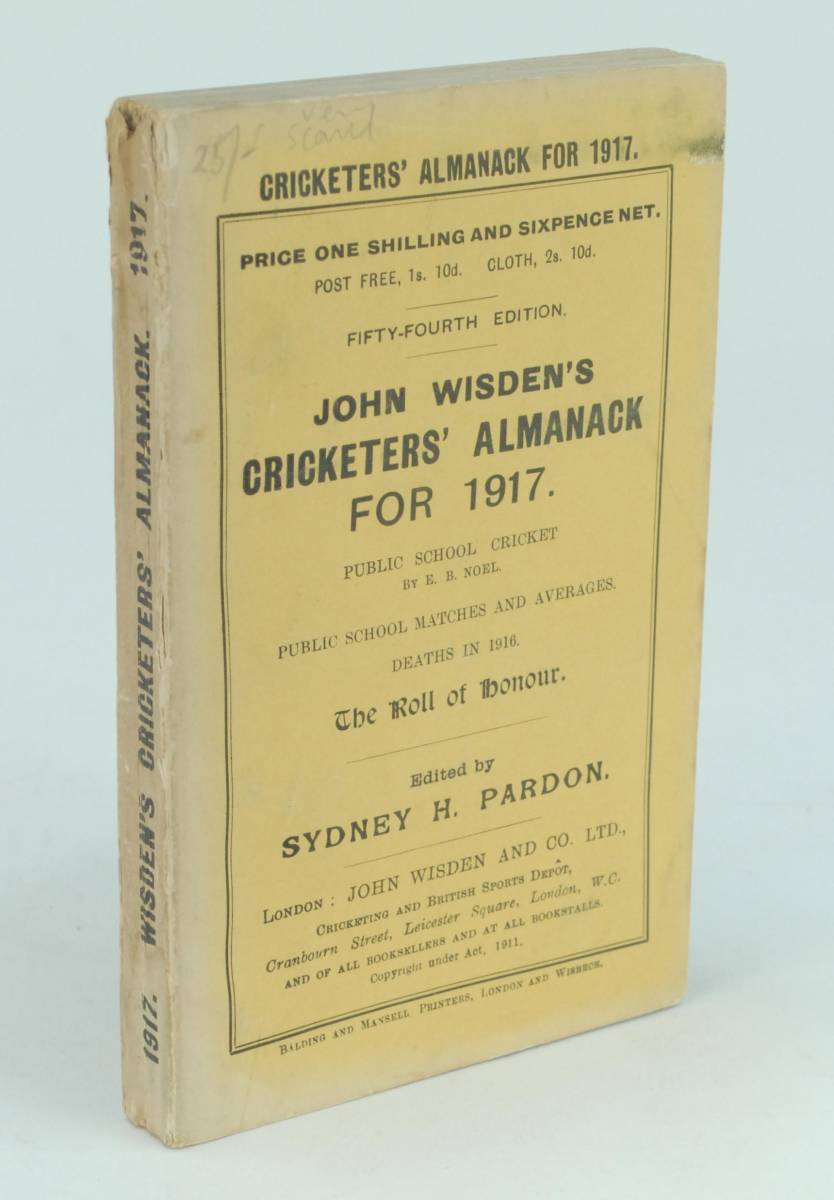 25/-
very
scarce
CRICKETERS' ALMANACK FOR 1917.
PRICE ONE SHILLING AND SIXPENCE NET.
POST FREE, 1s. 10d. CLOTH, 2s. 10d.
FIFTY-FOURTH EDITION.
JOHN WISDEN'S
CRICKETERS' ALMANACK
FOR 1917.
PUBLIC SCHOOL CRICKET
BY E. B. NOEL.
PUBLIC SCHOOL MATCHES AND AVERAGES.
DEATHS IN 1916.
The Roll of Honour.
Edited by
SYDNEY H. PARDON.
LONDON: JOHN WISDEN AND CO. LTD.,
CRICKETING AND BRITISH SPORTS DEPÔT,
Cranbourn Street, Leicester Square, London, W.C.
AND OF ALL BOOKSELLERS AND AT ALL BOOKSTALLS.
Copyright under Act, 1911.
BALDING AND MANSELL PRINTERS, LONDON AND WISBECH.
1917. WISDEN'S CRICKETERS' ALMANACK. 1917.